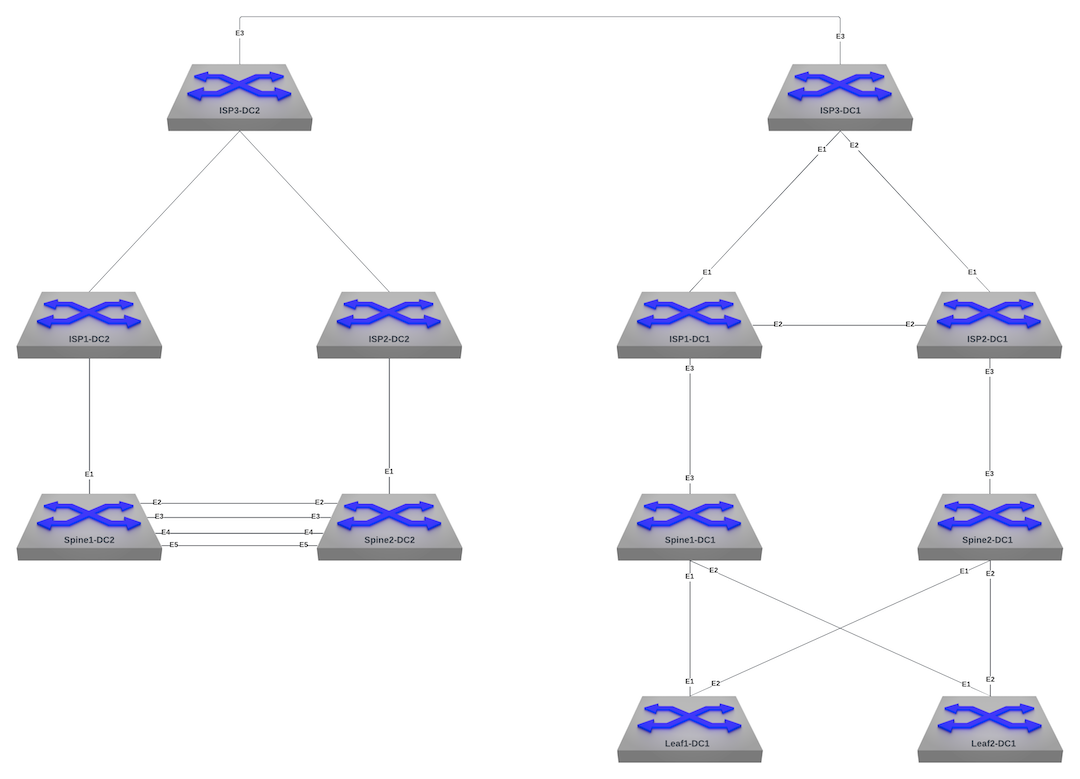 E3
E3
ISP3-DC2
ISP3-DC1
E1
E2
E1
E1
E2
E2
ISP1-DC2
ISP2-DC2
ISP1-DC1
ISP2-DC1
E3
E3
E1
E1
E3
E3
E2
E2
E3
E3
E4
E4
Spine1-DC2
Spine2-DC2
Spine1-DC1
Spine2-DC1
E5
E5
E1
E2
E1
E2
E1
E2
E1
E2
Leaf1-DC1
Leaf2-DC1